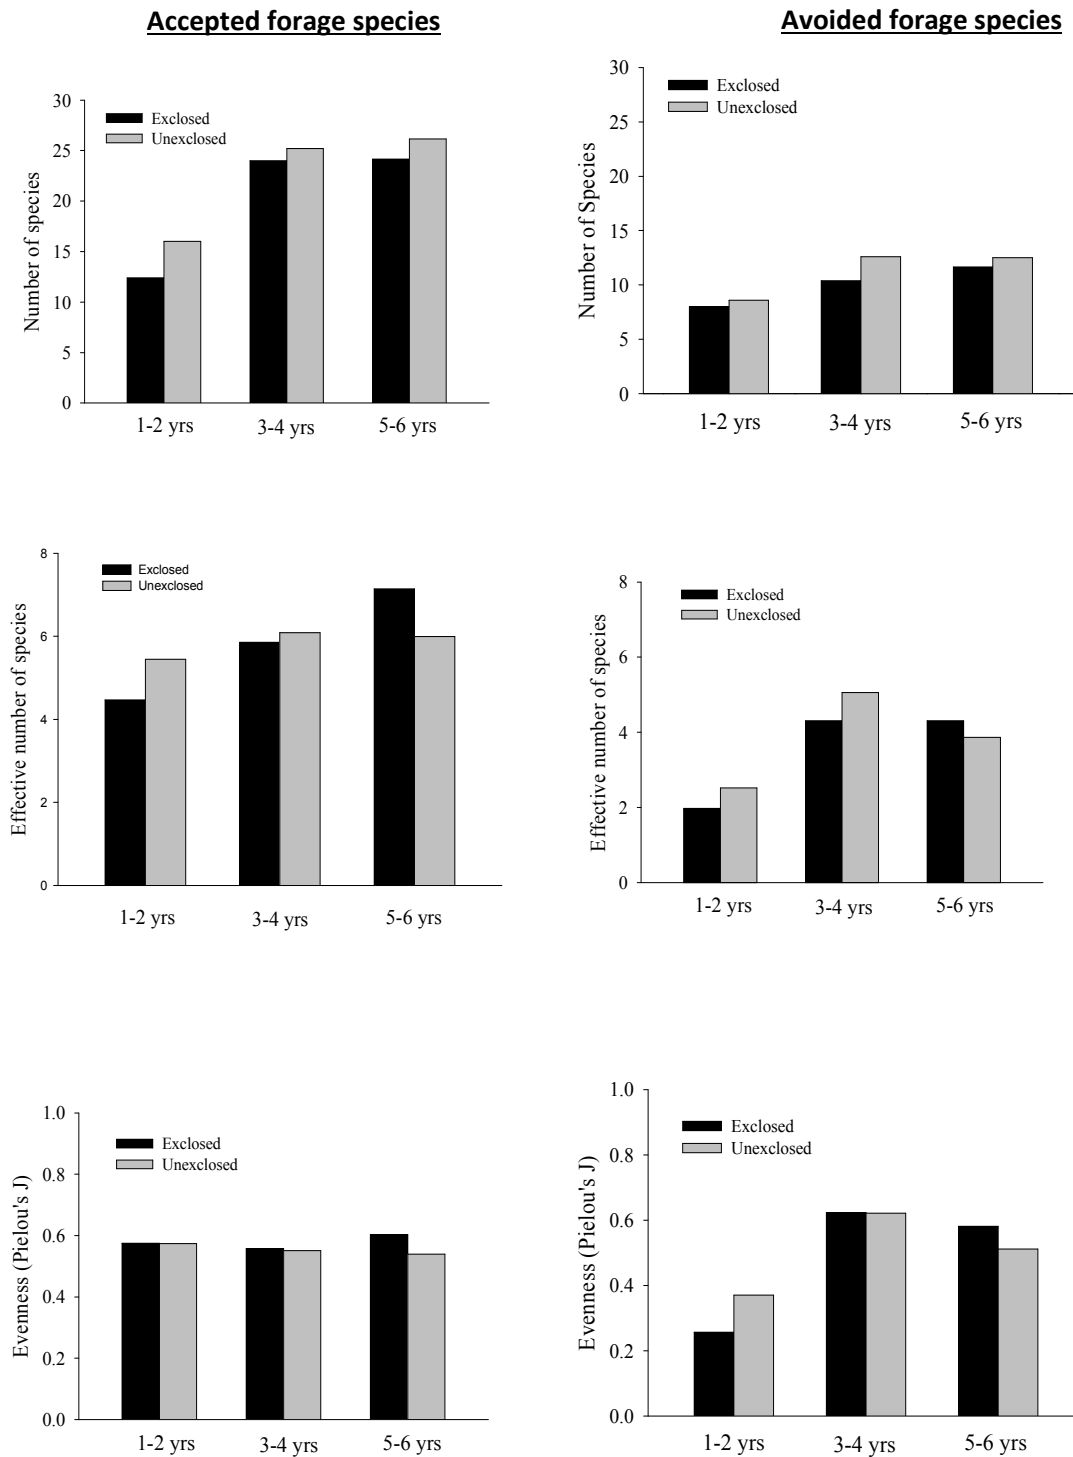 Accepted forage species
Avoided forage species
30
25
20
15
10
5
0
Number of species
Exclosed
Unexclosed
1-2 yrs
3-4 yrs
5-6 yrs
30
25
20
15
10
5
0
Number of Species
Exclosed
Unexclosed
1-2 yrs
3-4 yrs
5-6 yrs
8
6
4
2
0
Effective number of species
Exclosed
Unexclosed
1-2 yrs
3-4 yrs
5-6 yrs
8
6
4
2
0
Effective number of species
Exclosed
Unexclosed
1-2 yrs
3-4 yrs
5-6 yrs
1.0
0.8
0.6
0.4
0.2
0.0
Evenness (Pielou's J)
Exclosed
Unexclosed
1-2 yrs
3-4 yrs
5-6 yrs
1.0
0.8
0.6
0.4
0.2
0.0
Evenness (Pielou's J)
Exclosed
Unexclosed
1-2 yrs
3-4 yrs
5-6 yrs